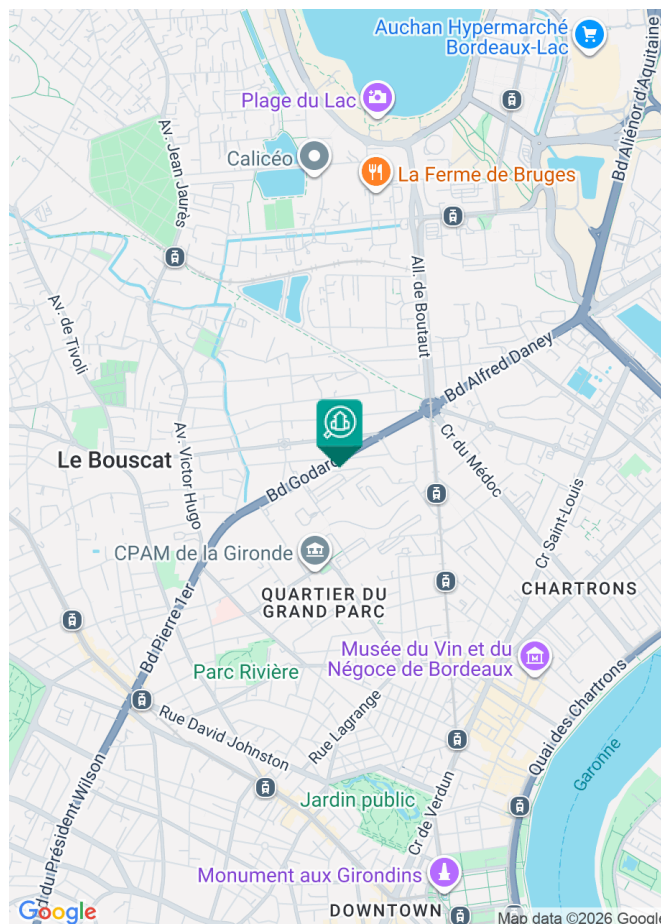 Auchan Hypermarché
Bordeaux-Lac
Bd Aliénor d'Aquitaine
Plage du Lac
Av. Jean Jaurès
Calicéo
La Ferme de Bruges
All. de Boutaut
Av. de Tivoli
Bd Alfred Daney
Av. Victor Hugo
Le Bouscat
Cr du Médoc
Bd Godard
Cr Saint-Louis
CPAM de la Gironde
CHARTRONS
QUARTIER DU
GRAND PARC
Bd Pierre 1er
Musée du Vin et du
Négoce de Bordeaux
Parc Rivière
Quai des Chartrons
Rue Lagrange
Rue David Johnston
Garonne
Bd du Président Wilson
Jardin public
Cr de Verdun
Monument aux Girondins
Google
DOWNTOWN
Map data ©2026 Google